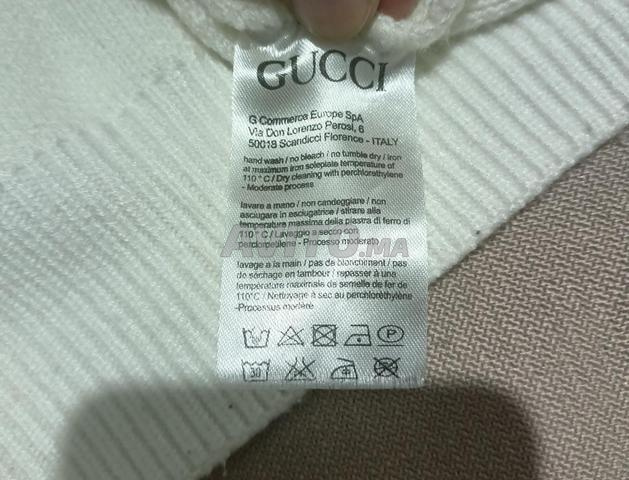 GUCCI
G Commerce Europe SpA
Via Don Lorenzo Perosi, 6
50018 Scandicci Florence - ITALY
hand wash / no bleach / no tumble dry / iron
at maximum iron soleplate temperature of
110 ° C / Dry cleaning with perchlorethylene
- Moderate process
lavare a mano / non candeggiare / non
asciugare in esciugatrice / stirare alla
temperatura massima della piastra di ferro di
110 ° C / Lavaggio a secco con
percloroetilene - Processo moderato
.MA
lavage a la main / pas de blanchiment / pas
de séchage en tambour / repasser à une
température maximale de semelle de fer de
110°C / Nettoyage à sec au perchloréthylène
-Processus modéré
P
30